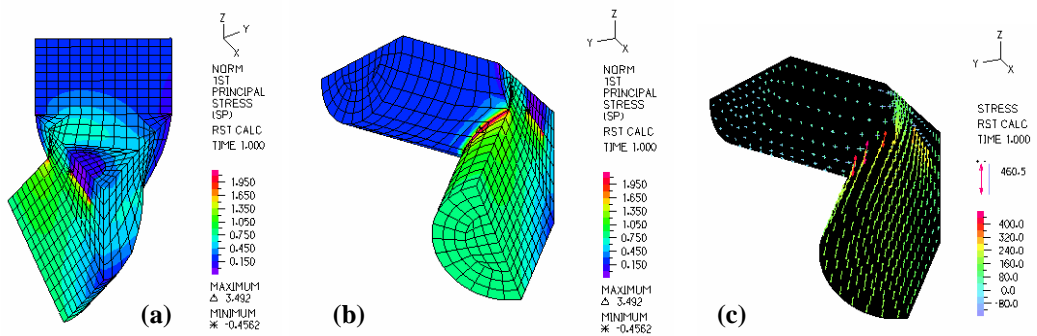 Z
Y
X
NORM
1ST
PRINCIPAL
STRESS
(SP)
RST CALC
TIME 1.000
1.950
1.650
1.350
1.050
0.750
0.450
0.150
MAXIMUM
Δ 3.492
MINIMUM
✳ -0.4562
(a)
(b)
Z
Y
X
NORM
1ST
PRINCIPAL
STRESS
(SP)
RST CALC
TIME 1.000
1.950
1.650
1.350
1.050
0.750
0.450
0.150
MAXIMUM
Δ 3.492
MINIMUM
✳ -0.4562
(c)
Z
Y
X
STRESS
RST CALC
TIME 1.000
460.5
400.0
320.0
240.0
160.0
80.0
0.0
-80.0